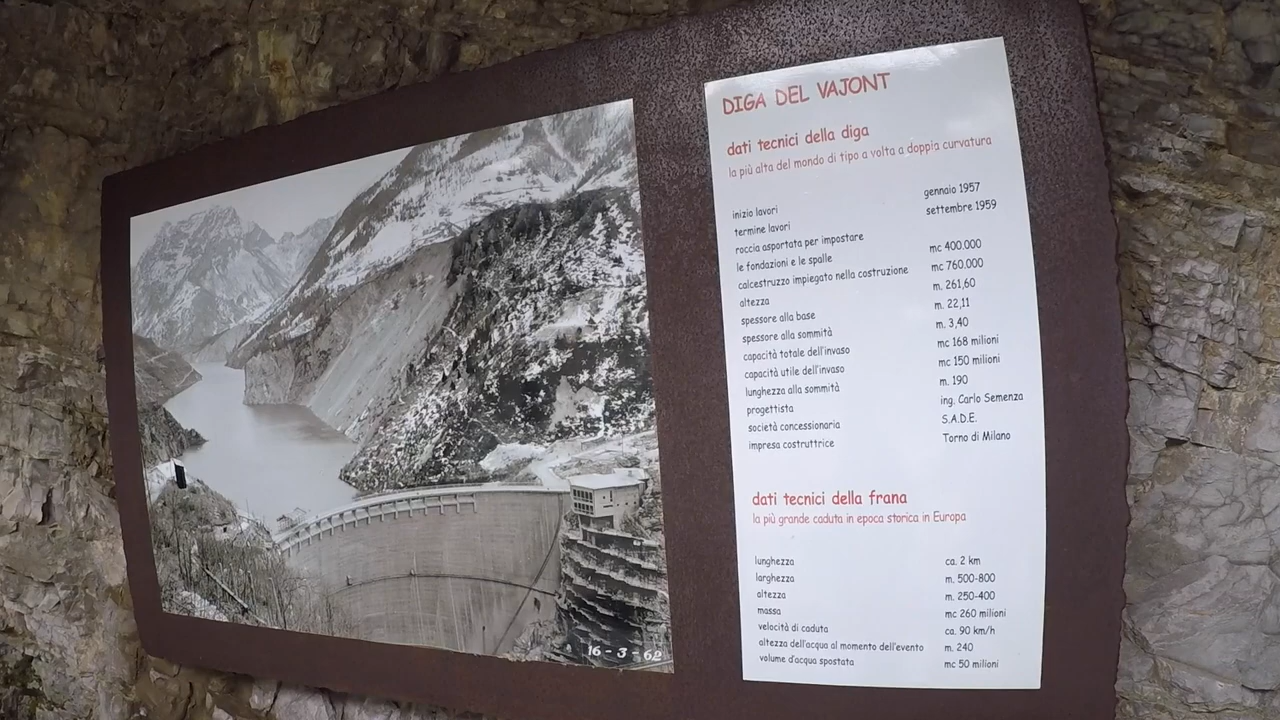 DIGA DEL VAJONT
dati tecnici della diga
la più alta del mondo di tipo a volta a doppia curvatura
inizio lavori gennaio 1957
termine lavori settembre 1959
roccia asportata per impostare
le fondazioni e le spalle mc 400.000
calcestruzzo impiegato nella costruzione mc 760.000
altezza m. 261,60
spessore alla base m. 22,11
spessore alla sommità m. 3,40
capacità totale dell'invaso mc 168 milioni
capacità utile dell'invaso mc 150 milioni
lunghezza alla sommità m. 190
progettista ing. Carlo Semenza
società concessionaria S.A.D.E.
impresa costruttrice Torno di Milano
dati tecnici della frana
la più grande caduta in epoca storica in Europa
lunghezza ca. 2 km
larghezza m. 500-800
altezza m. 250-400
massa mc 260 milioni
velocità di caduta ca. 90 km/h
altezza dell'acqua al momento dell'evento m. 240
volume d'acqua spostata mc 50 milioni
16-3-62